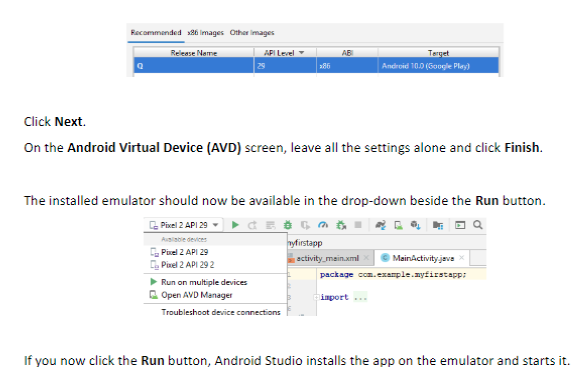 Recommended x86 Images Other Images
Release Name API Level ABI Target
Q 29 x86 Android 10.0 (Google Play)
Click Next.
On the Android Virtual Device (AVD) screen, leave all the settings alone and click Finish.
The installed emulator should now be available in the drop-down beside the Run button.
Pixel 2 API 29
Available devices
Pixel 2 API 29
Pixel 2 API 29 2
Run on multiple devices
Open AVD Manager
Troubleshoot device connections
myfirstapp
activity_main.xml MainActivity.java
package com.example.myfirstapp;
import ...
If you now click the Run button, Android Studio installs the app on the emulator and starts it.